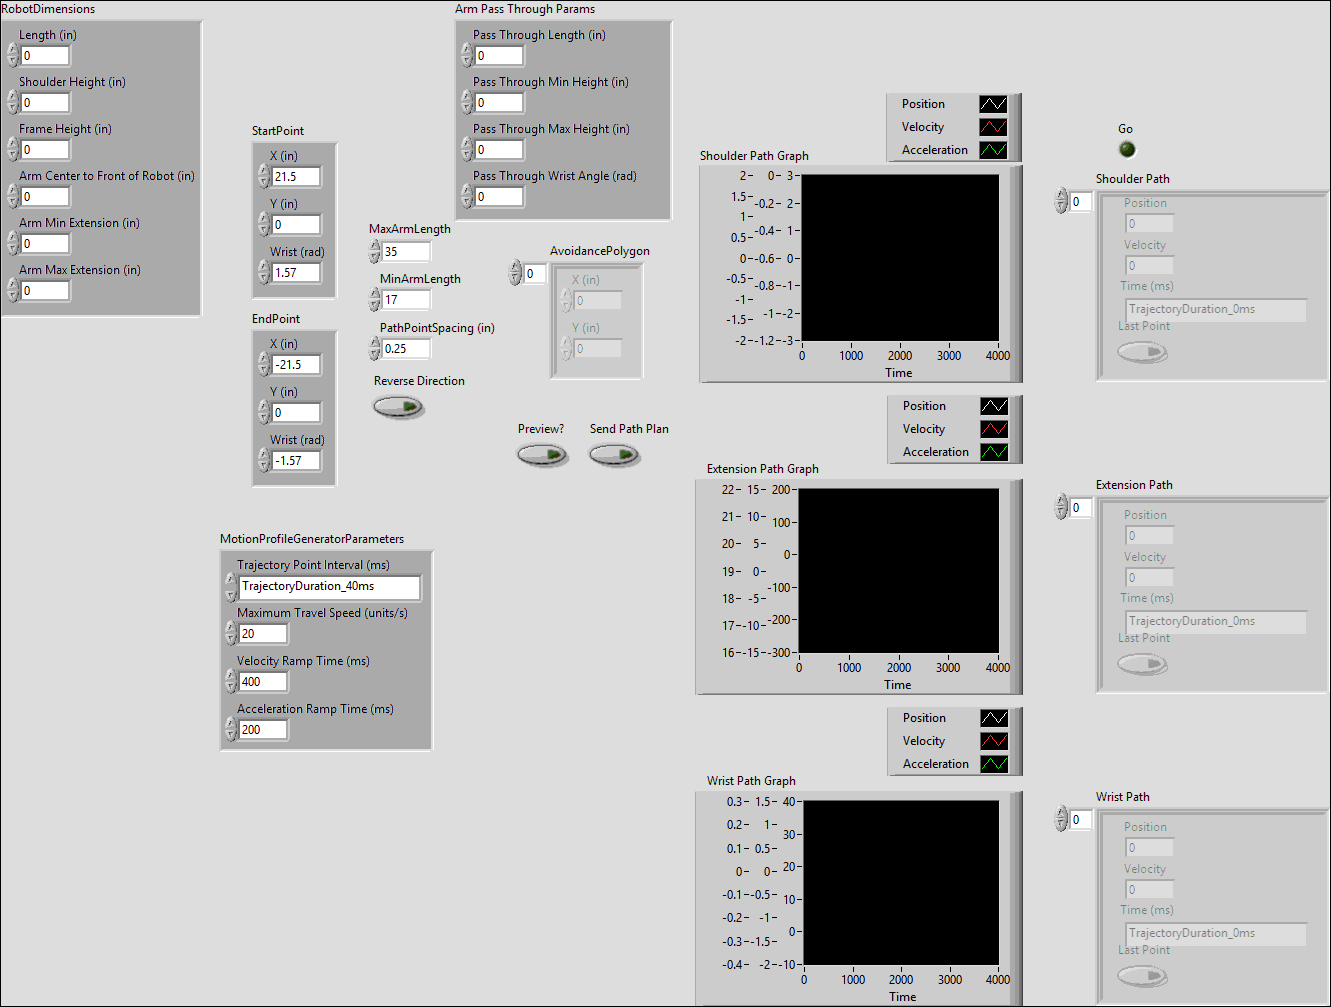 RobotDimensions
Length (in)
0
Shoulder Height (in)
0
Frame Height (in)
0
Arm Center to Front of Robot (in)
0
Arm Min Extension (in)
0
Arm Max Extension (in)
0
StartPoint
X (in)
21.5
Y (in)
0
Wrist (rad)
1.57
EndPoint
X (in)
-21.5
Y (in)
0
Wrist (rad)
-1.57
MotionProfileGeneratorParameters
Trajectory Point Interval (ms)
TrajectoryDuration_40ms
Maximum Travel Speed (units/s)
20
Velocity Ramp Time (ms)
400
Acceleration Ramp Time (ms)
200
Arm Pass Through Params
Pass Through Length (in)
0
Pass Through Min Height (in)
0
Pass Through Max Height (in)
0
Pass Through Wrist Angle (rad)
0
MaxArmLength
35
MinArmLength
17
PathPointSpacing (in)
0.25
Reverse Direction
AvoidancePolygon
0
X (in)
0
Y (in)
0
Preview?
Send Path Plan
Position
Velocity
Acceleration
Shoulder Path Graph
2 0 3
1.5 -0.2 2
1 -0.4 1
0.5
0 -0.6 0
-0.5 -0.8 -1
-1 -1 -2
-1.5
-2 -1.2 -3
0 1000 2000 3000 4000
Time
Position
Velocity
Acceleration
Extension Path Graph
22 15 200
21 10 100
20 5 0
19 0 -100
18 -5 -200
17 -10
16 -15 -300
0 1000 2000 3000 4000
Time
Position
Velocity
Acceleration
Wrist Path Graph
0.3 1.5 40
0.2 1 30
0.1 0.5 20
0 0
-0.1 -0.5 10
-0.2 -1 0
-0.3 -1.5
-0.4 -2 -10
0 1000 2000 3000 4000
Time
Go
Shoulder Path
0
Position
0
Velocity
0
Time (ms)
TrajectoryDuration_0ms
Last Point
Extension Path
0
Position
0
Velocity
0
Time (ms)
TrajectoryDuration_0ms
Last Point
Wrist Path
0
Position
0
Velocity
0
Time (ms)
TrajectoryDuration_0ms
Last Point